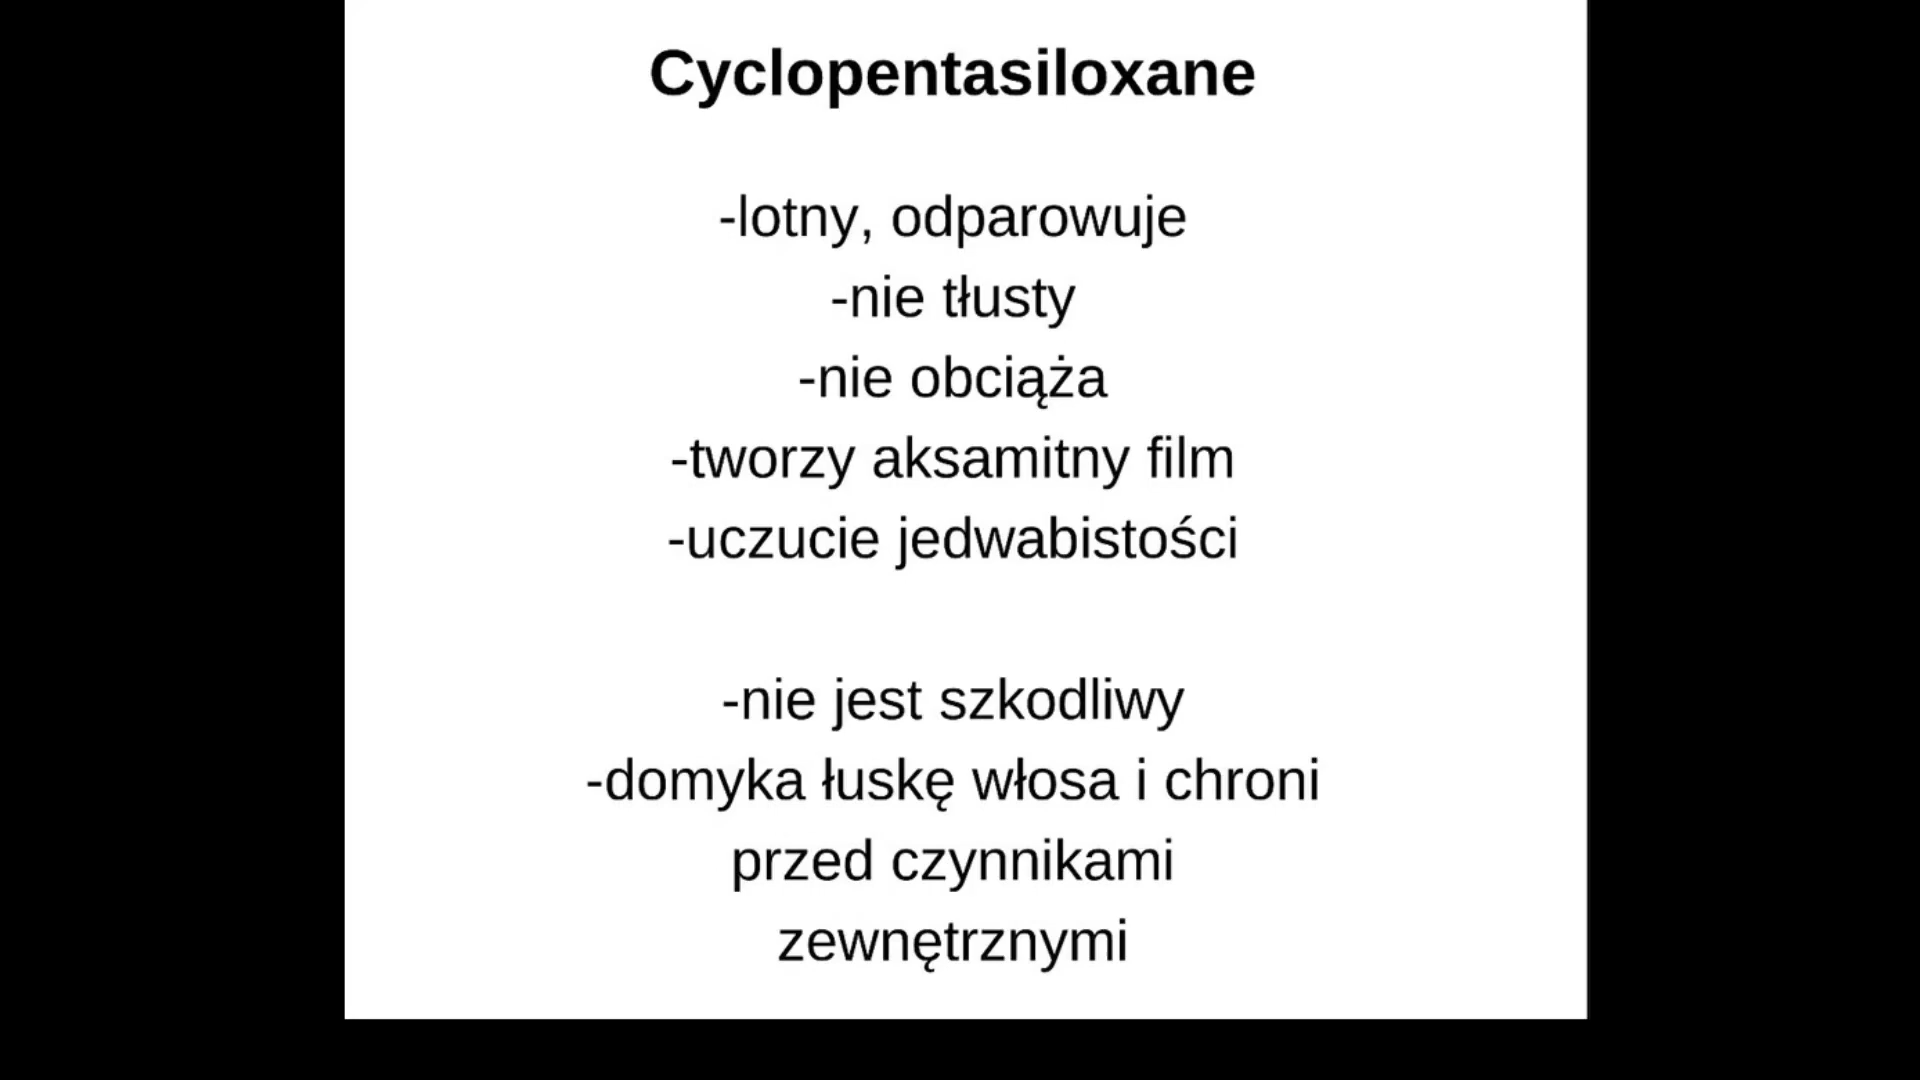 Cyclopentasiloxane
-lotny, odparowuje
-nie tłusty
-nie obciąża
-tworzy aksamitny film
-uczucie jedwabistości
-nie jest szkodliwy
-domyka łuskę włosa i chroni
przed czynnikami
zewnętrznymi